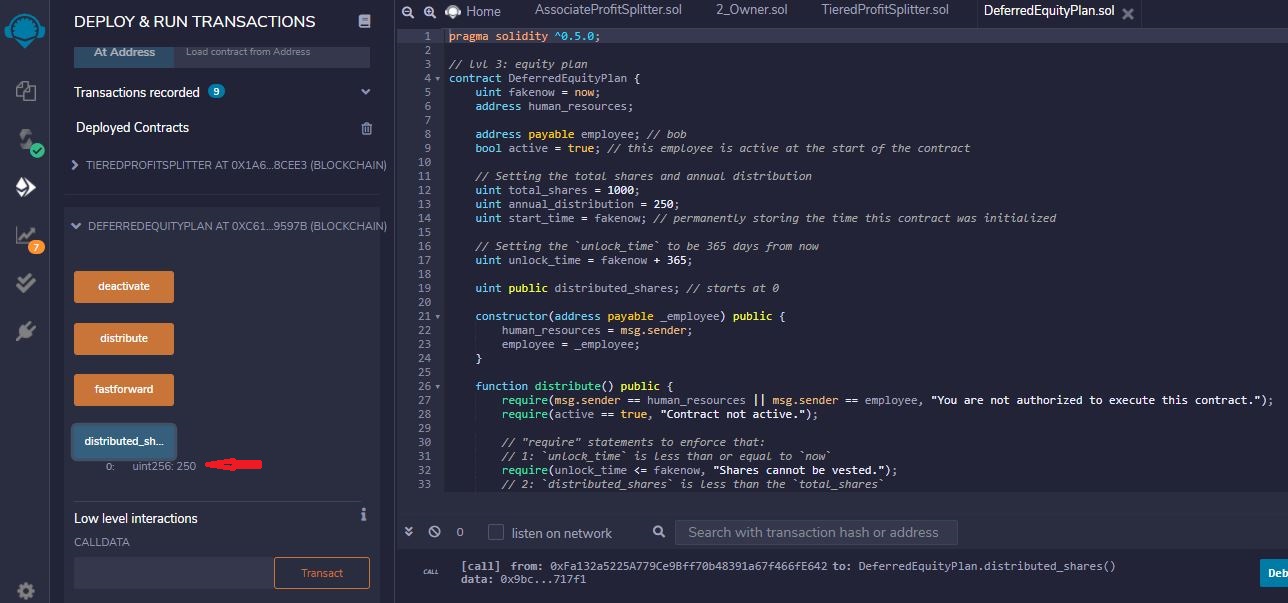 DEPLOY & RUN TRANSACTIONS
At Address Load contract from Address
Transactions recorded 9
Deployed Contracts
TIEREDPROFITSPLITTER AT 0X1A6...8CEE3 (BLOCKCHAIN)
DEFERREDEQUITYPLAN AT 0XC61...9597B (BLOCKCHAIN)
7
deactivate
distribute
fastforward
distributed_sh...
0: uint256: 250
Low level interactions
i
CALLDATA
Transact
Home AssociateProfitSplitter.sol 2_Owner.sol TieredProfitSplitter.sol DeferredEquityPlan.sol
1 pragma solidity ^0.5.0;
2
3 // lvl 3: equity plan
4 contract DeferredEquityPlan {
5 uint fakenow = now;
6 address human_resources;
7
8 address payable employee; // bob
9 bool active = true; // this employee is active at the start of the contract
10
11 // Setting the total shares and annual distribution
12 uint total_shares = 1000;
13 uint annual_distribution = 250;
14 uint start_time = fakenow; // permanently storing the time this contract was initialized
15
16 // Setting the `unlock_time` to be 365 days from now
17 uint unlock_time = fakenow + 365;
18
19 uint public distributed_shares; // starts at 0
20
21 constructor(address payable _employee) public {
22 human_resources = msg.sender;
23 employee = _employee;
24 }
25
26 function distribute() public {
27 require(msg.sender == human_resources || msg.sender == employee, "You are not authorized to execute this contract.");
28 require(active == true, "Contract not active.");
29
30 // "require" statements to enforce that:
31 // 1: `unlock_time` is less than or equal to `now`
32 require(unlock_time <= fakenow, "Shares cannot be vested.");
33 // 2: `distributed_shares` is less than the `total_shares`
0 listen on network Search with transaction hash or address
CALL [call] from: 0xFa132a5225A779Ce9Bff70b48391a67f466fE642 to: DeferredEquityPlan.distributed_shares()
data: 0x9bc...717f1
Deb